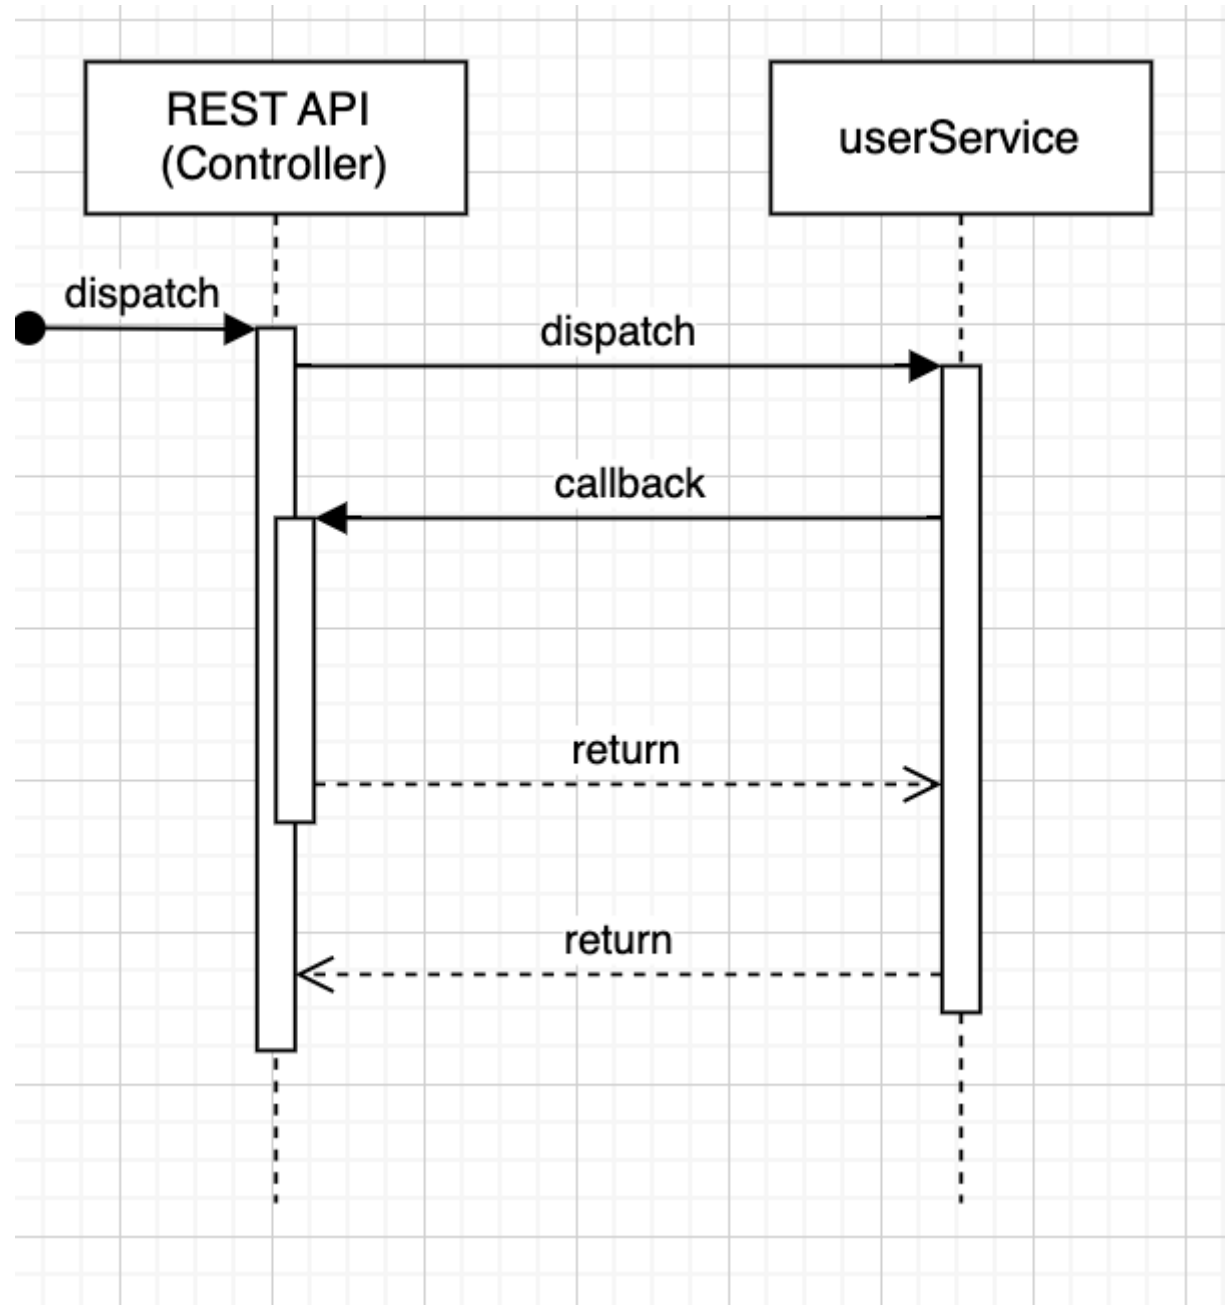 REST API
(Controller)
userService
dispatch
dispatch
callback
return
return